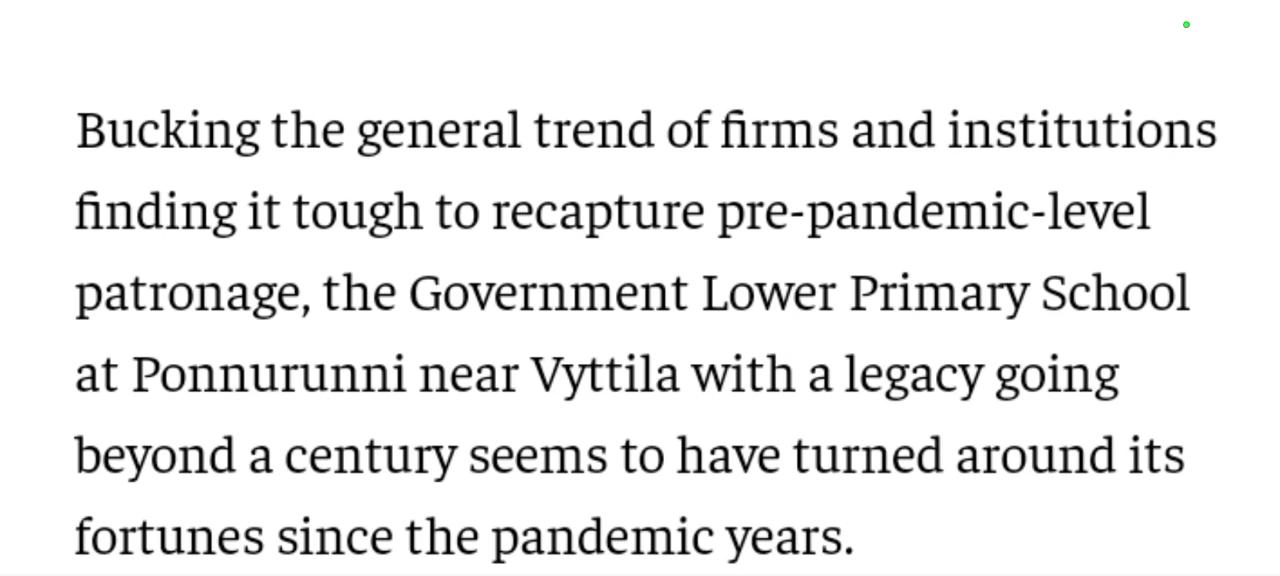 Bucking the general trend of firms and institutions
finding it tough to recapture pre-pandemic-level
patronage, the Government Lower Primary School
at Ponnurunni near Vyttila with a legacy going
beyond a century seems to have turned around its
fortunes since the pandemic years.